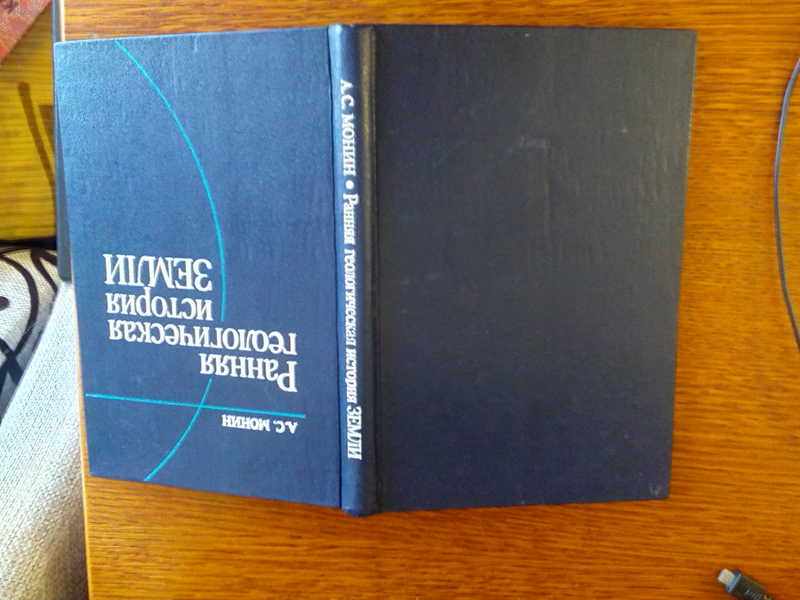 А.С. МОНИН
Ранняя
геологическая
история
ЗЕМЛИ
А.С. МОНИН • Ранняя геологическая история ЗЕМЛИ